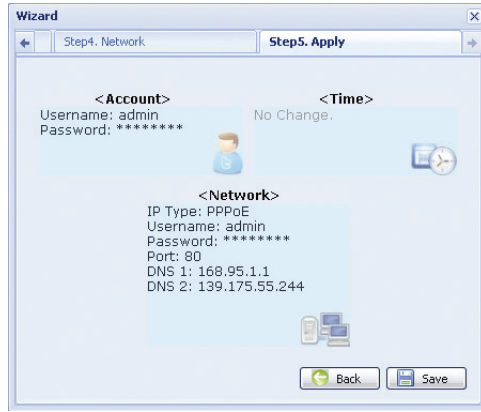 Wizard
Step4. Network
Step5. Apply
<Account>
Username: admin
Password: ********
<Time>
No Change.
<Network>
IP Type: PPPoE
Username: admin
Password: ********
Port: 80
DNS 1: 168.95.1.1
DNS 2: 139.175.55.244
Back
Save